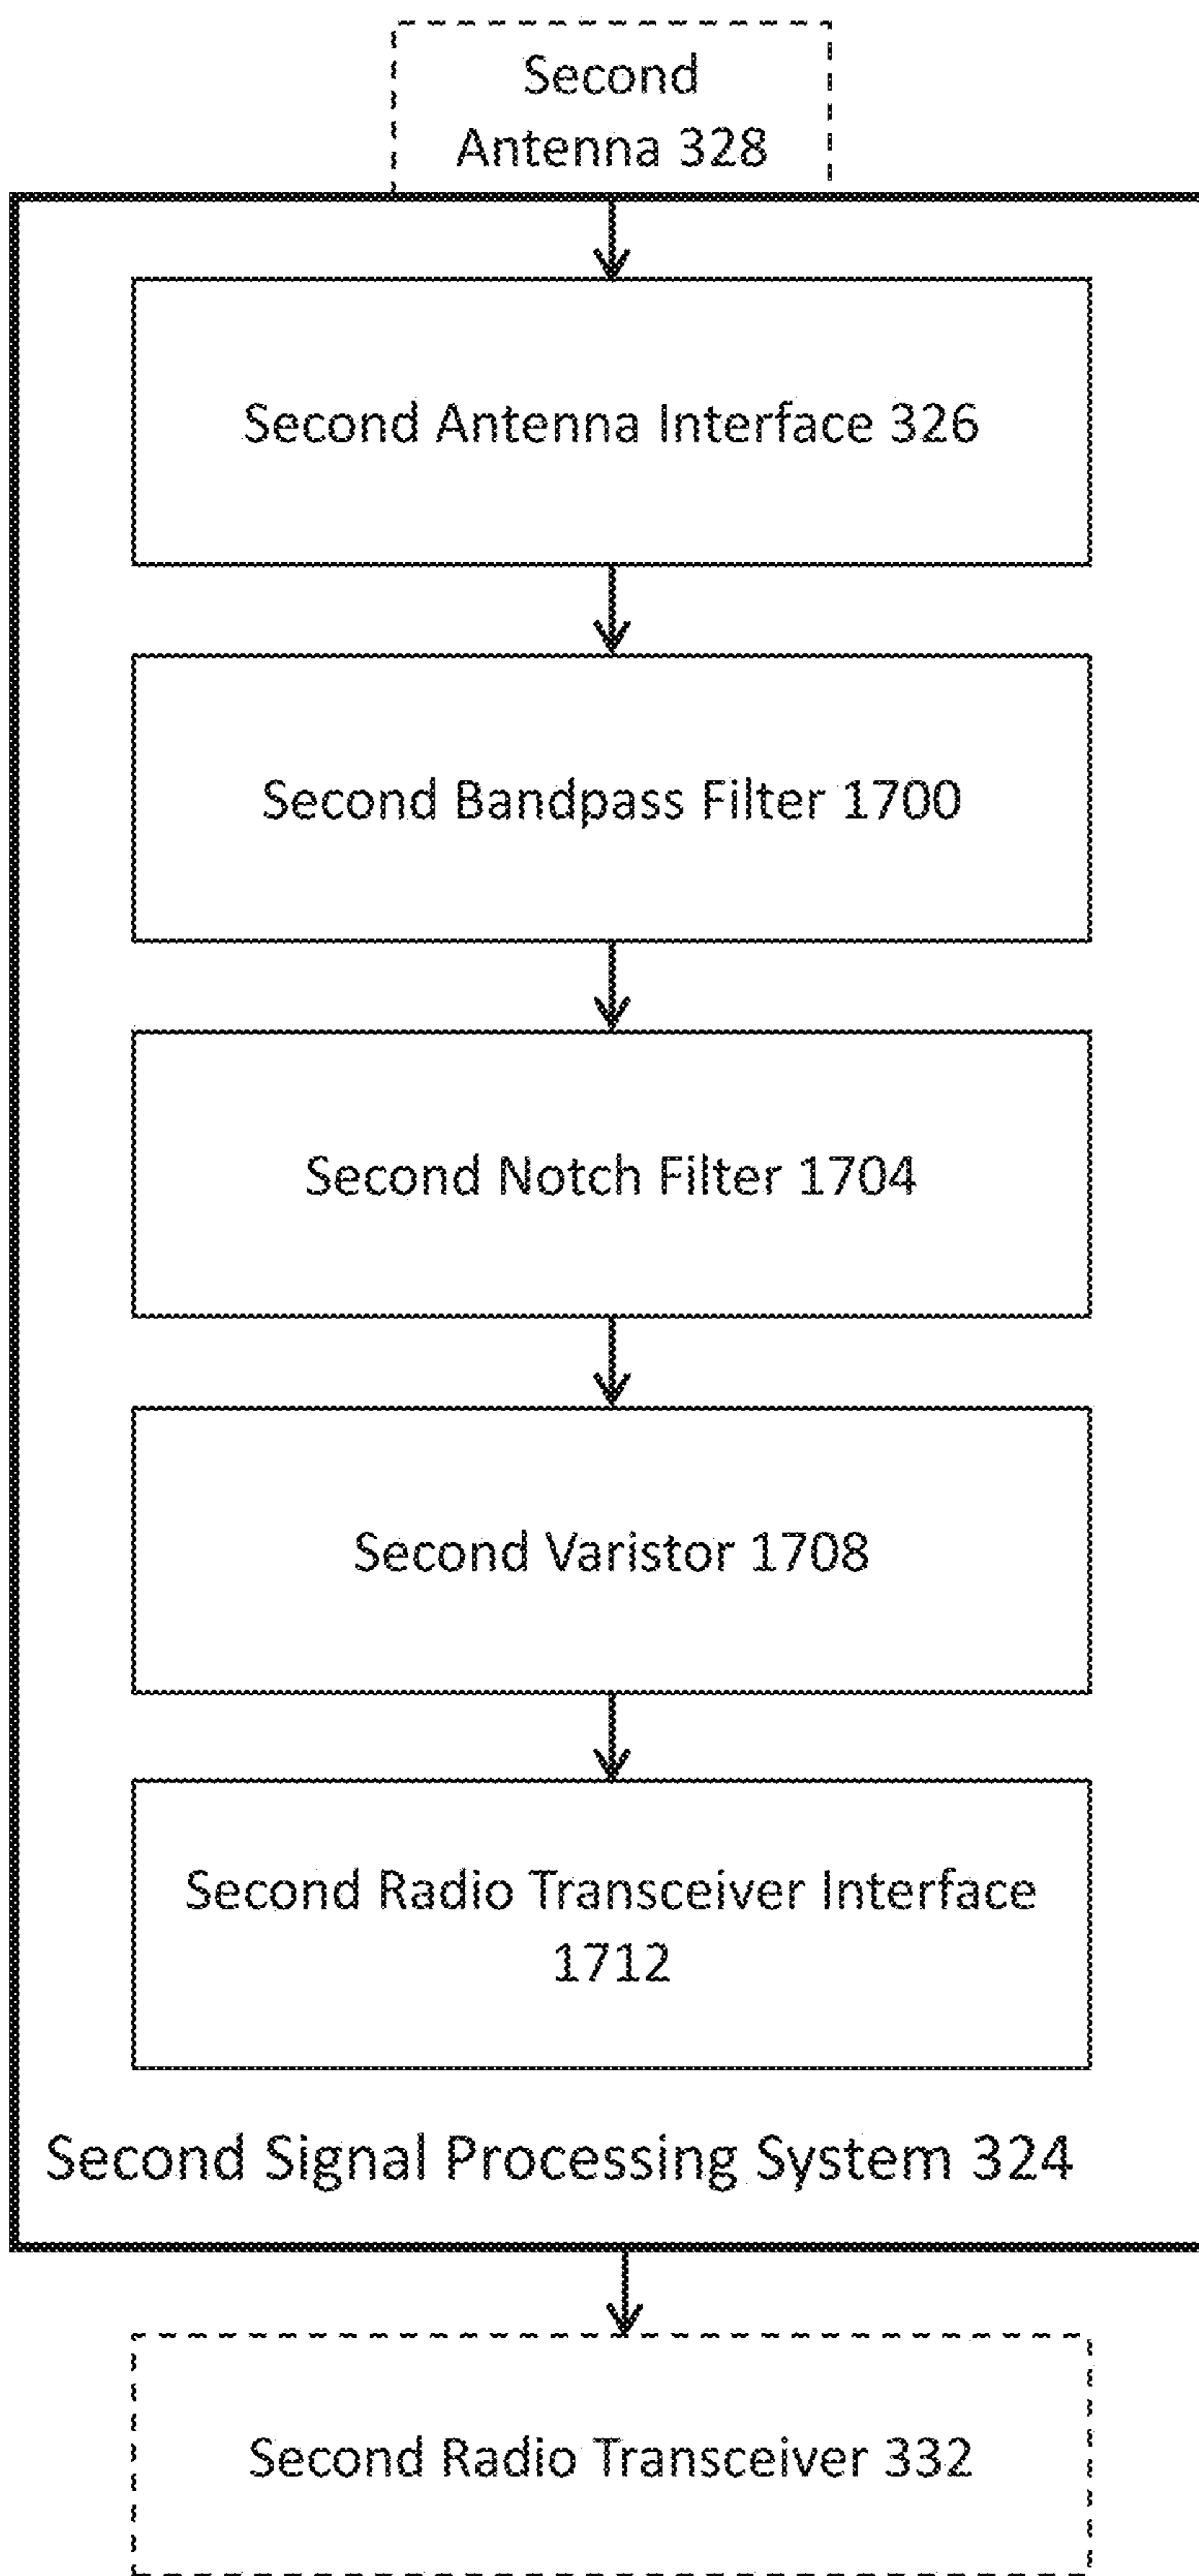 Second
Antenna 328
Second Antenna Interface 326
Second Bandpass Filter 1700
Second Notch Filter 1704
Second Varistor 1708
Second Radio Transceiver Interface
1712
Second Signal Processing System 324
Second Radio Transceiver 332